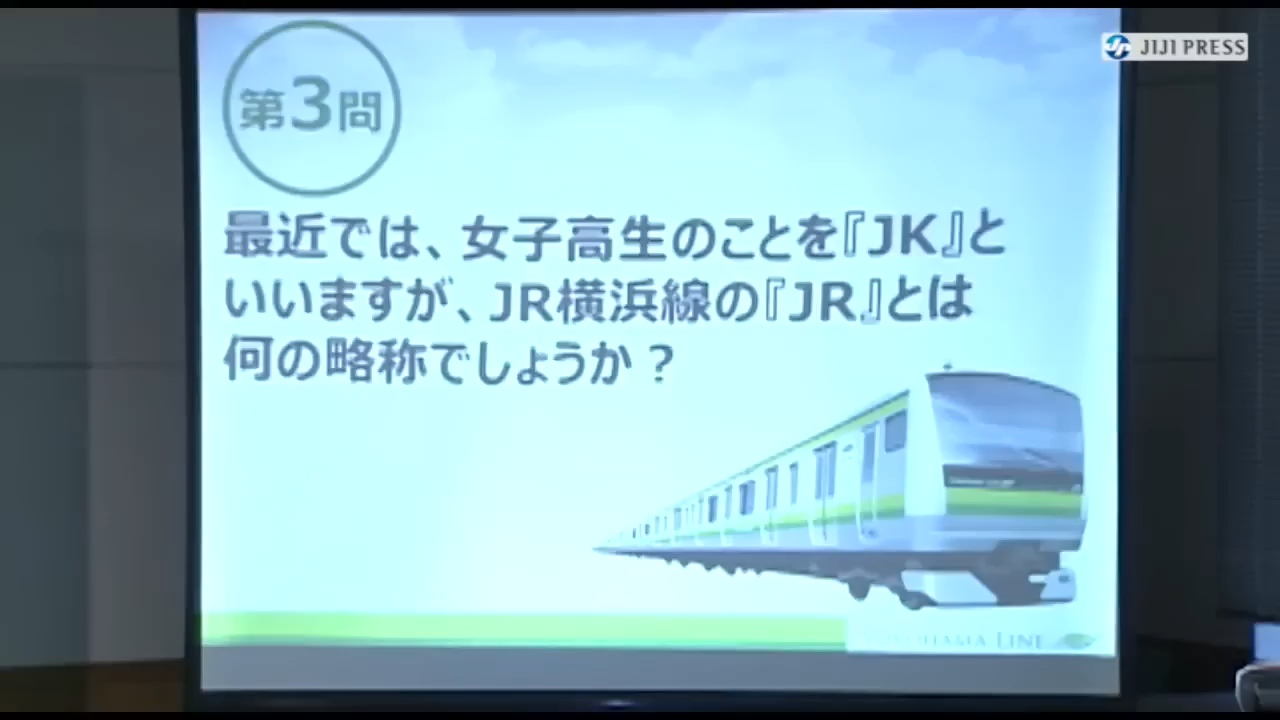 JIJI PRESS
第3問
最近では、女子高生のことを『JK』と
いいますが、JR横浜線の『JR』とは
何の略称でしょうか？
YOKOHAMA LINE